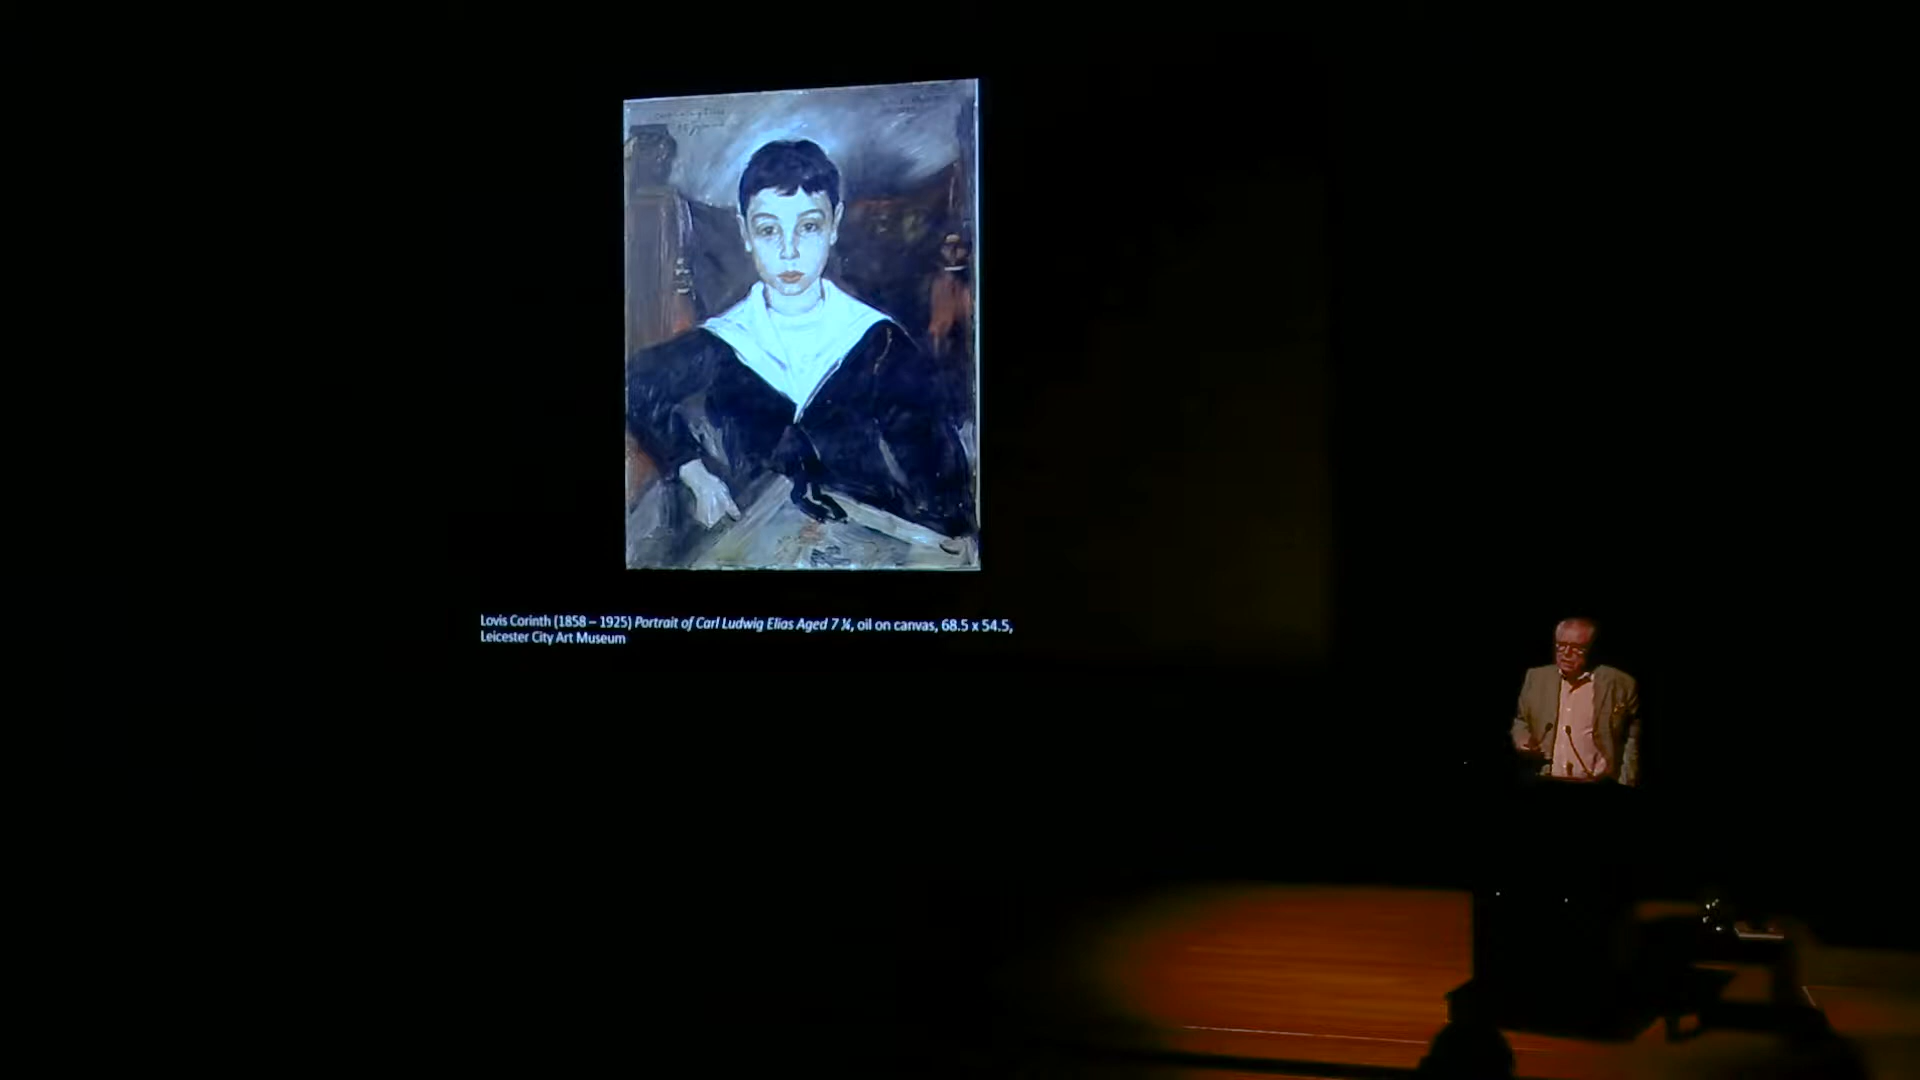 Lovis Corinth (1858 – 1925) Portrait of Carl Ludwig Elias Aged 7 ¼, oil on canvas, 68.5 x 54.5,
Leicester City Art Museum